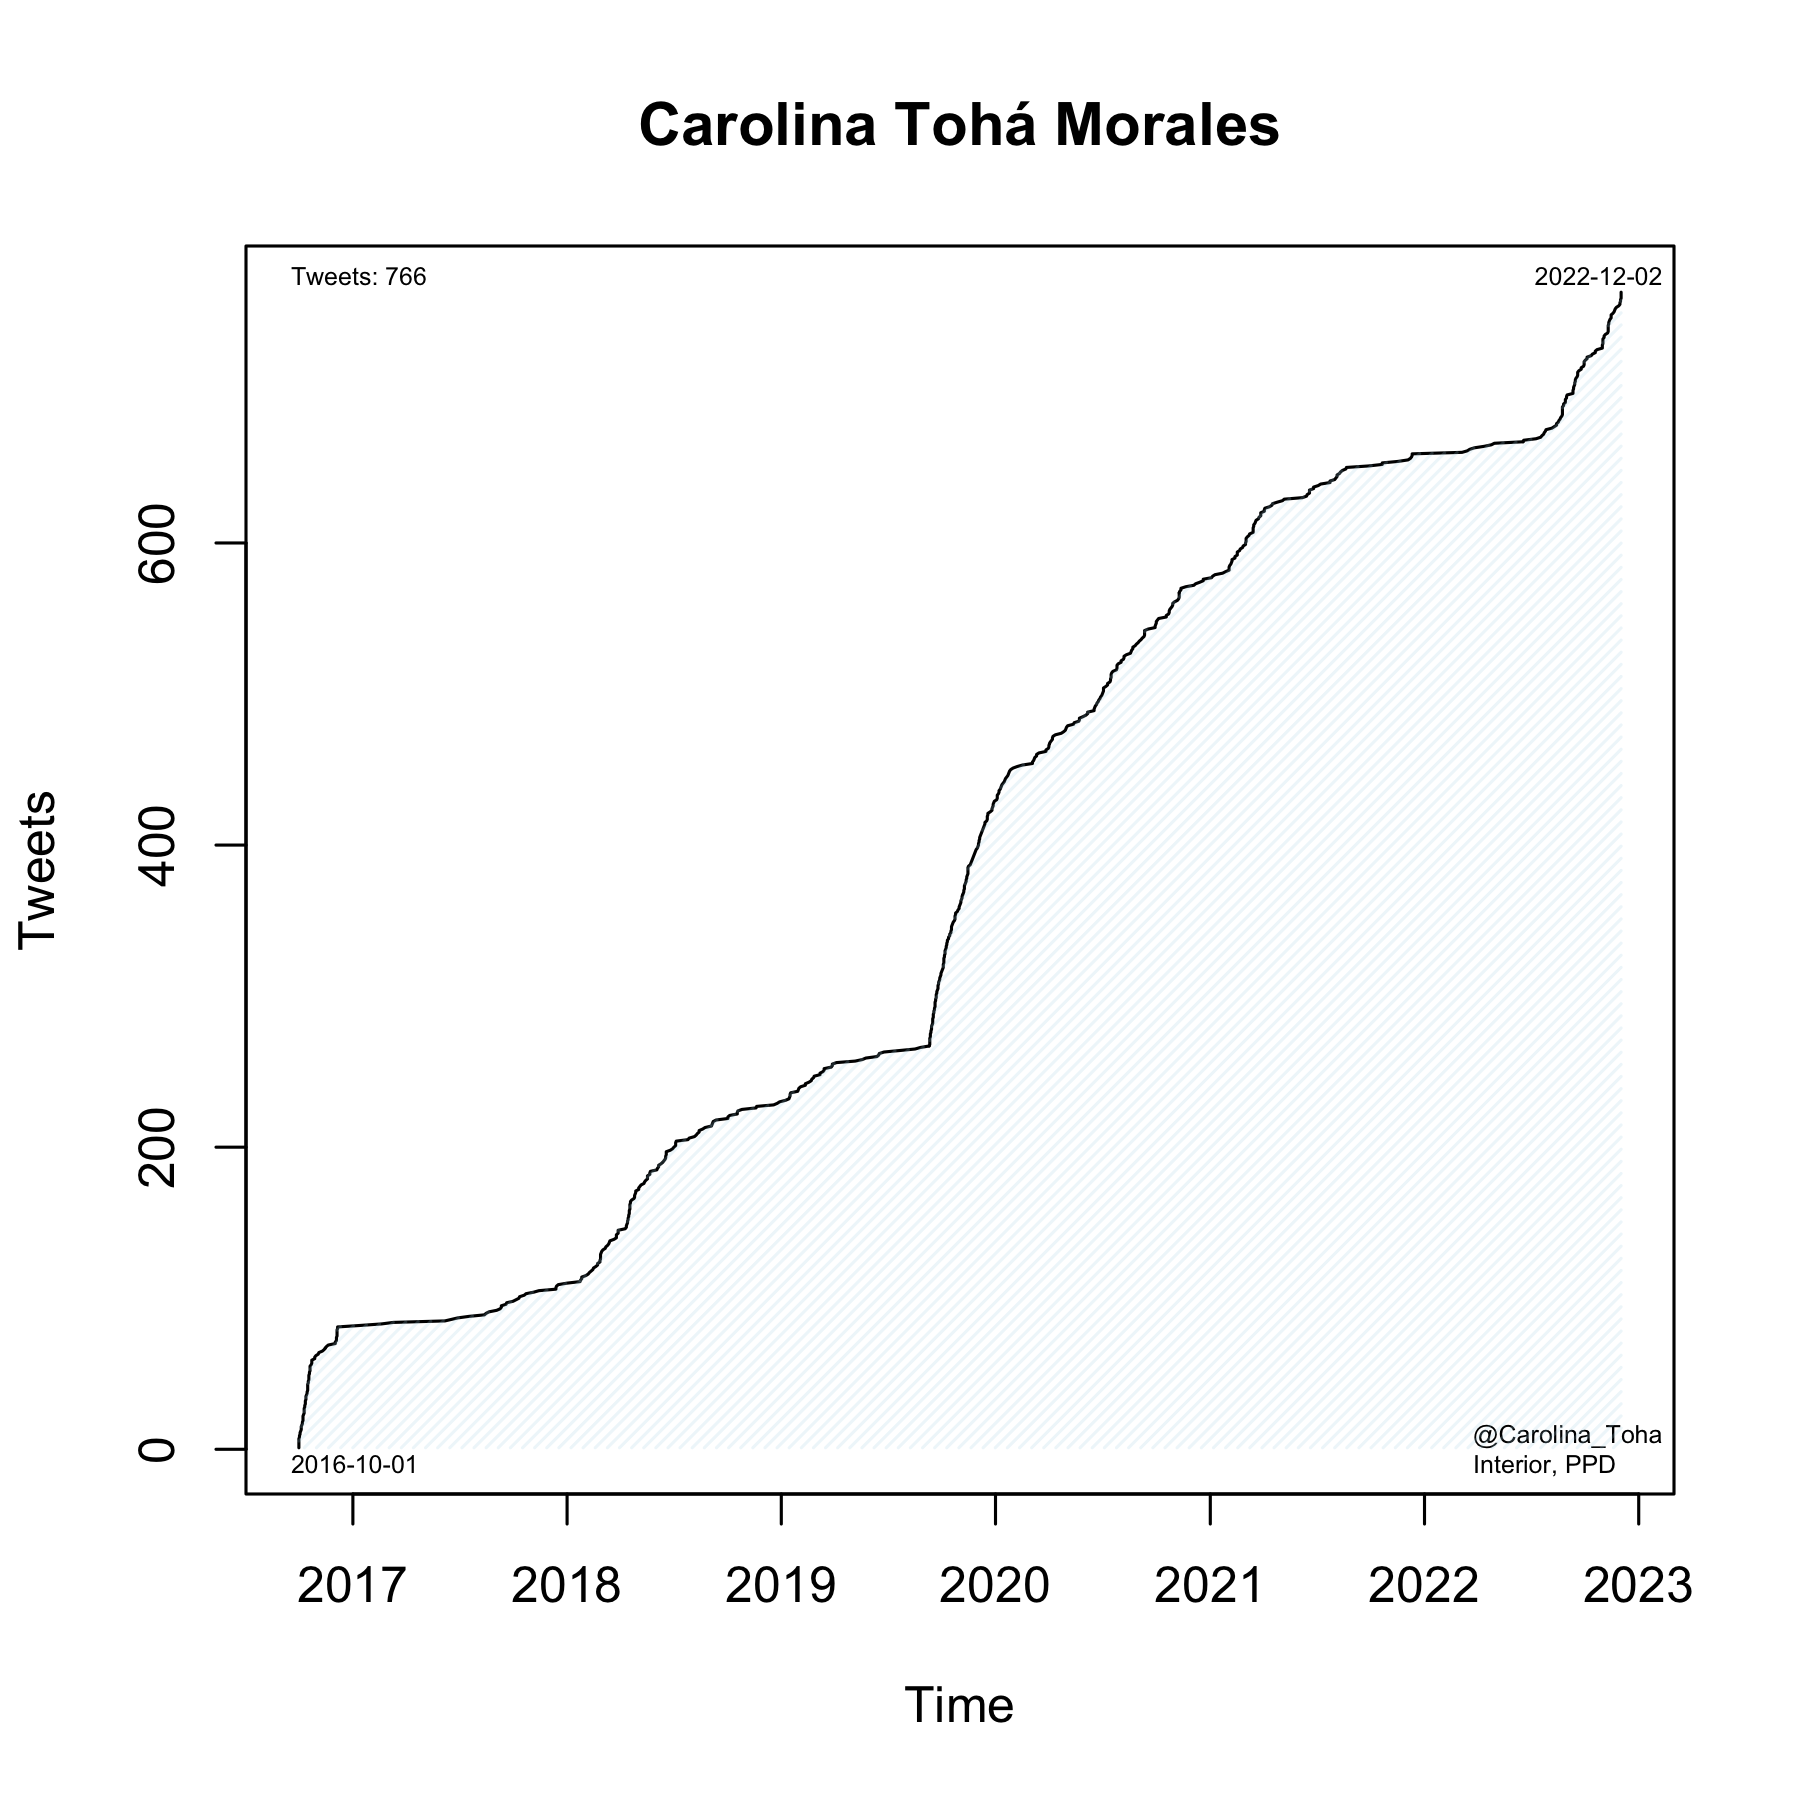 Carolina Tohá Morales
Tweets: 766
2022-12-02
Tweets
600
400
200
0
2016-10-01
@Carolina_Toha
Interior, PPD
2017
2018
2019
2020
2021
2022
2023
Time